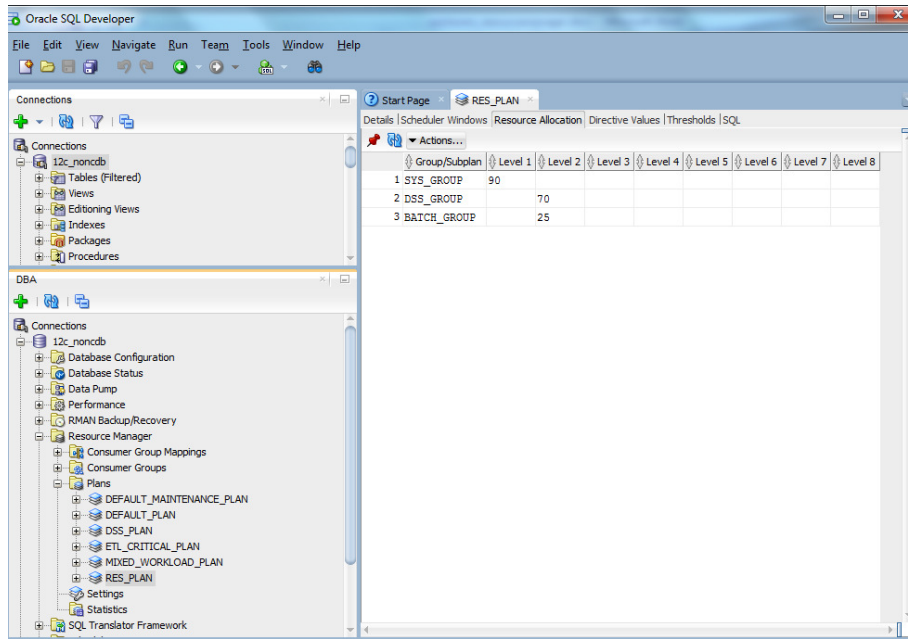 Oracle SQL Developer
File Edit View Navigate Run Team Tools Window Help
Connections
Connections
12c_noncdb
Tables (Filtered)
Views
Editioning Views
Indexes
Packages
Procedures
DBA
Connections
12c_noncdb
Database Configuration
Database Status
Data Pump
Performance
RMAN Backup/Recovery
Resource Manager
Consumer Group Mappings
Consumer Groups
Plans
DEFAULT_MAINTENANCE_PLAN
DEFAULT_PLAN
DSS_PLAN
ETL_CRITICAL_PLAN
MIXED_WORKLOAD_PLAN
RES_PLAN
Settings
Statistics
SQL Translator Framework
Start Page RES_PLAN
Details Scheduler Windows Resource Allocation Directive Values Thresholds SQL
Actions...
Group/Subplan Level 1 Level 2 Level 3 Level 4 Level 5 Level 6 Level 7 Level 8
1 SYS_GROUP 90
2 DSS_GROUP 70
3 BATCH_GROUP 25